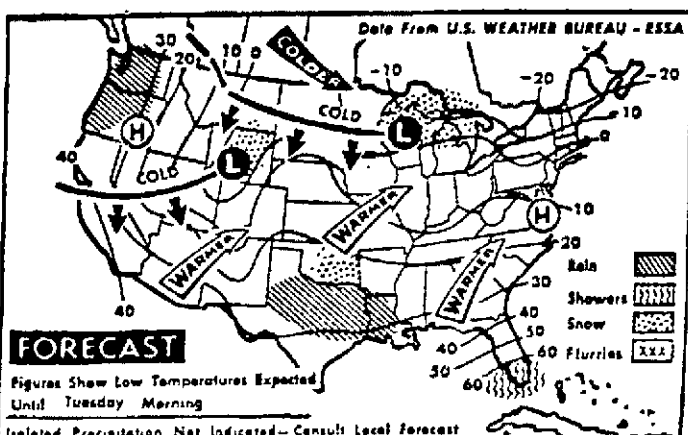 Data From U.S. WEATHER BUREAU - ESSA
30
20
10
0
COLDER
-10
-20
-20
COLD
-10
0
H
L
L
40
COLD
H
-10
WARMER
WARMER
WARMER
20
30
40
40
50
40
50
60
60
Rain
Showers
Snow
Flurries
xxx
FORECAST
Figures Show Low Temperatures Expected
Until Tuesday Morning
Isolated Precipitation Not Indicated - Consult Local Forecast